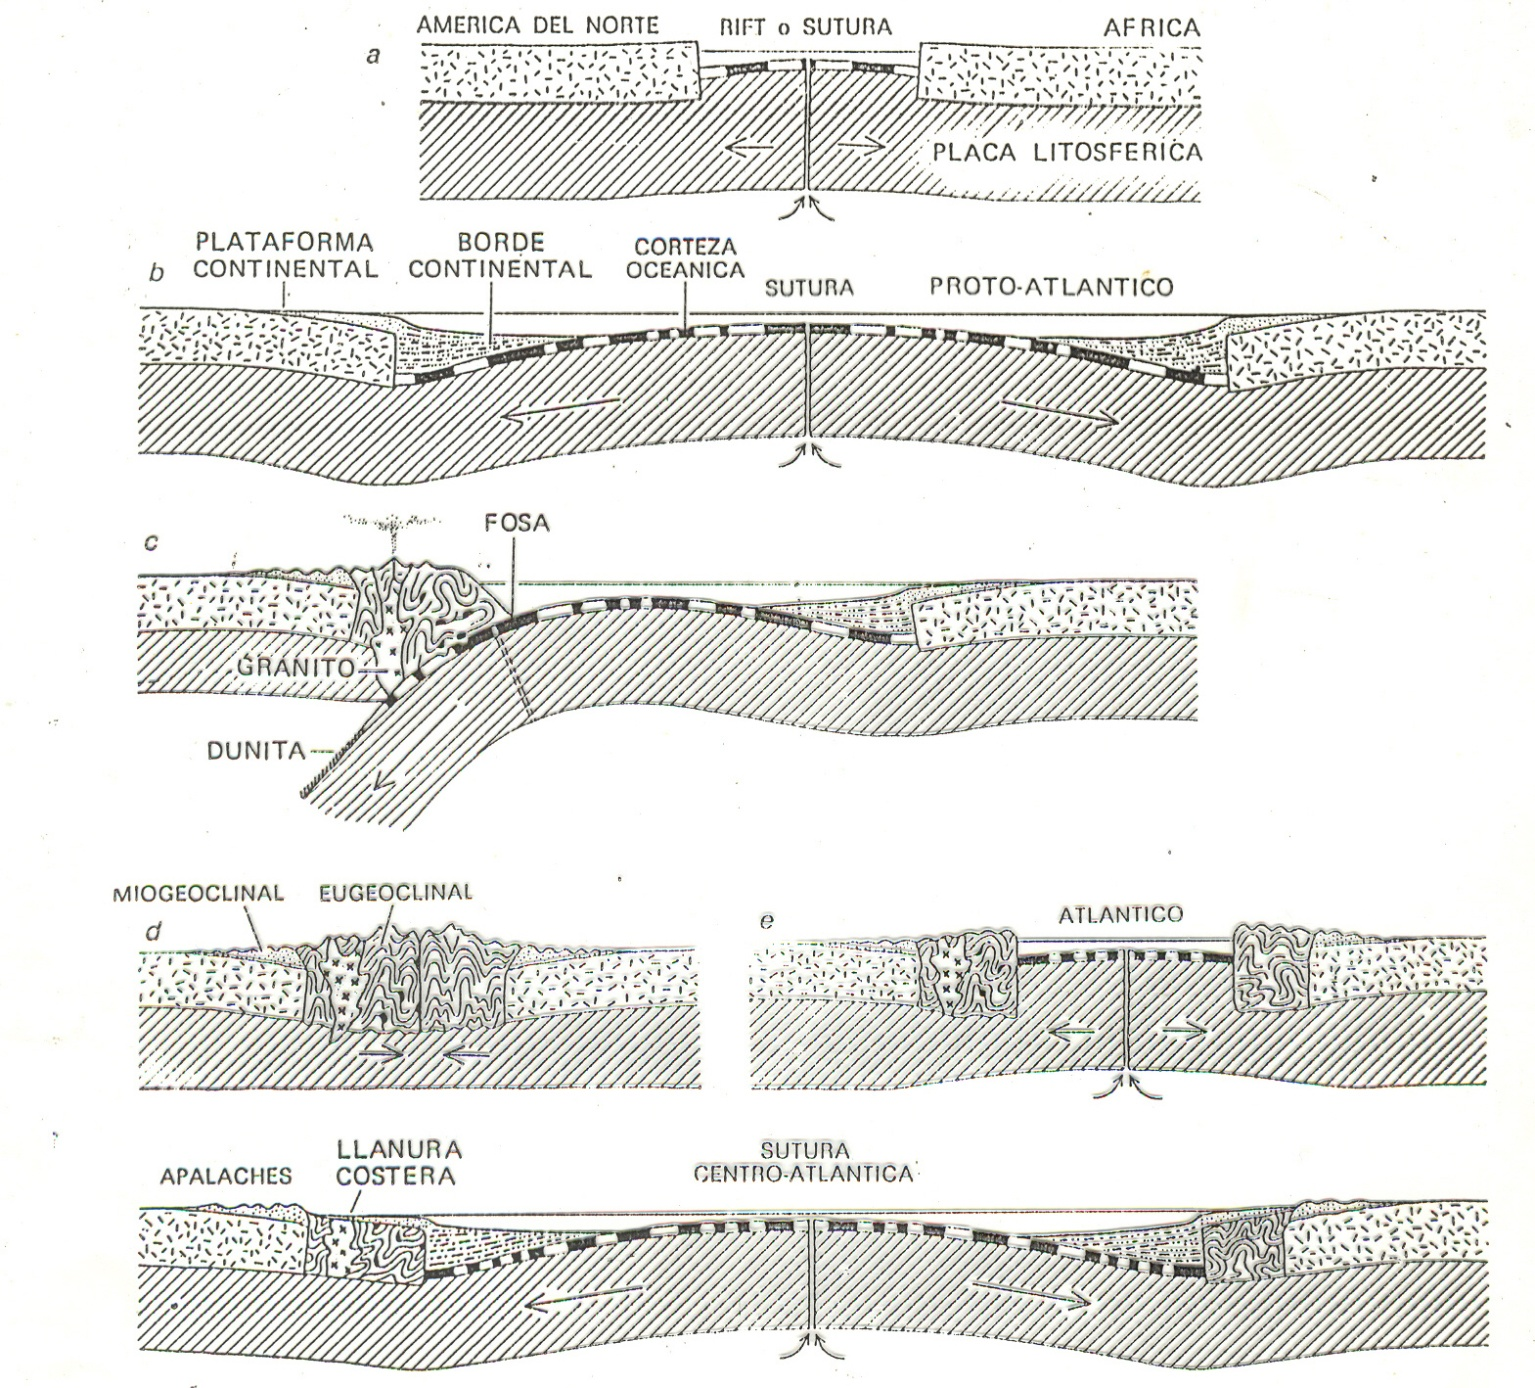 AMERICA DEL NORTE RIFT o SUTURA AFRICA
a
PLACA LITOSFERICA
PLATAFORMA
CONTINENTAL
BORDE
CONTINENTAL
CORTEZA
OCEANICA
b
SUTURA
PROTO-ATLANTICO
c
FOSA
GRANITO
DUNITA
MIOGEOCLINAL EUGEOCLINAL
d
e
ATLANTICO
APALACHES
LLANURA
COSTERA
SUTURA
CENTRO-ATLANTICA